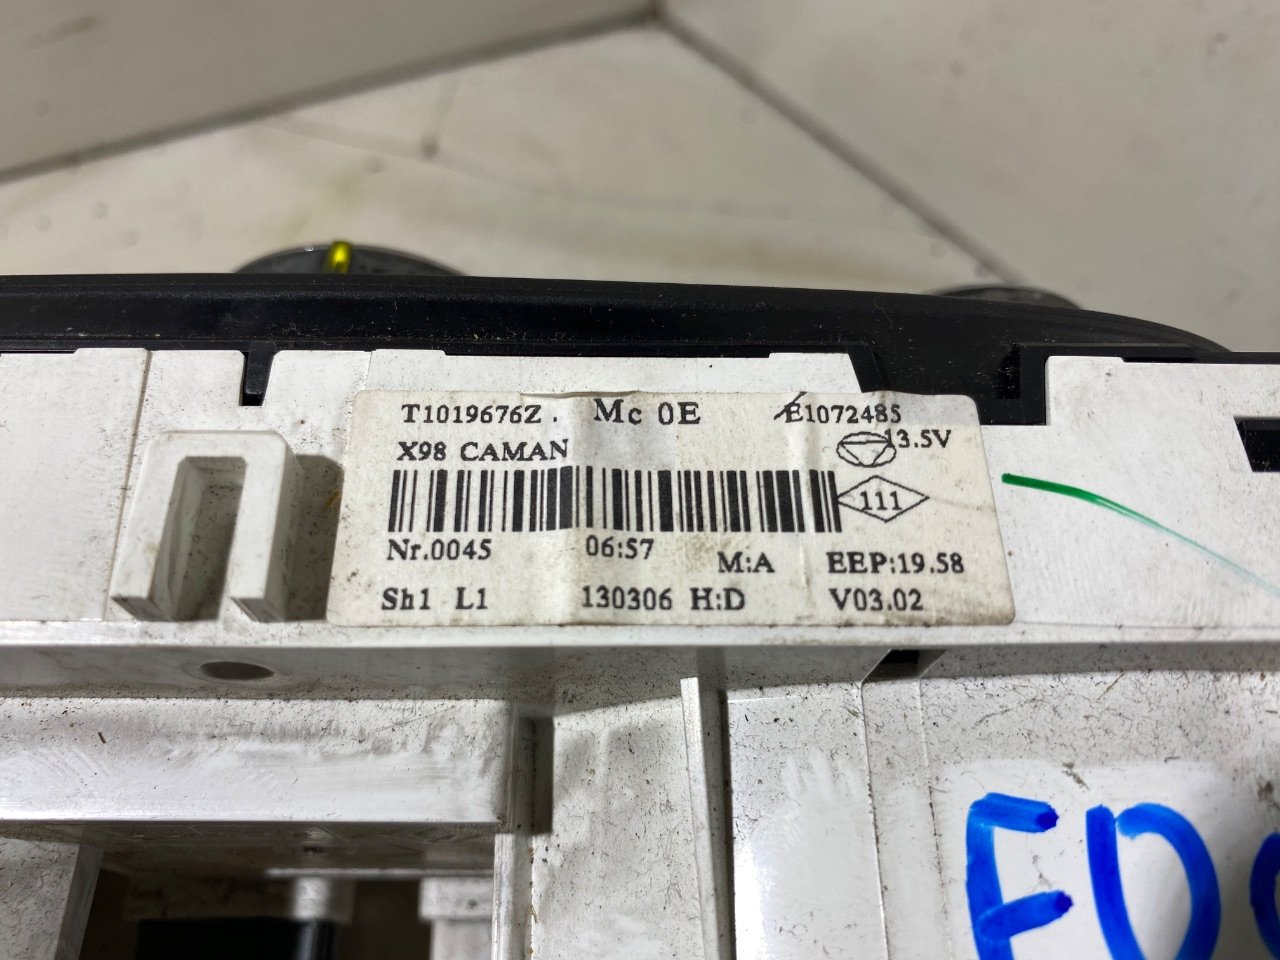 T1019676Z. Mc 0E E1072485
X98 CAMAN 13.5V
111
Nr.0045 06:57 M:A EEP:19.58
Sh1 L1 130306 H:D V03.02